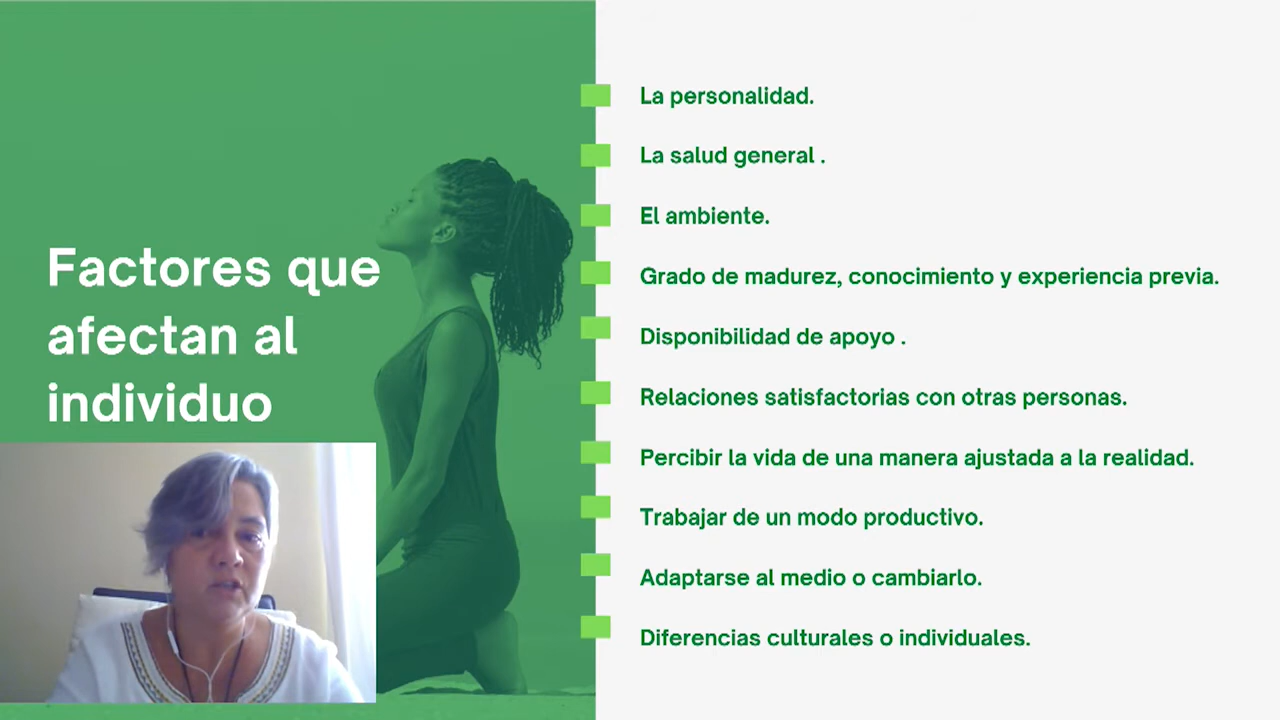 Factores que
afectan al
individuo
La personalidad.
La salud general .
El ambiente.
Grado de madurez, conocimiento y experiencia previa.
Disponibilidad de apoyo .
Relaciones satisfactorias con otras personas.
Percibir la vida de una manera ajustada a la realidad.
Trabajar de un modo productivo.
Adaptarse al medio o cambiarlo.
Diferencias culturales o individuales.